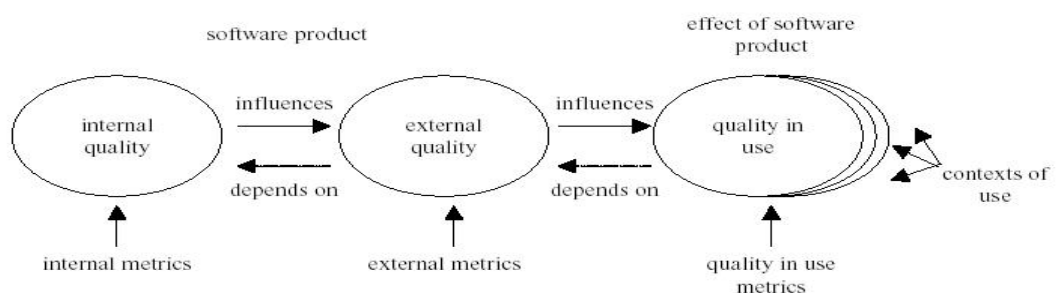 software product
effect of software
product
internal
quality
influences
depends on
external
quality
influences
depends on
quality in
use
contexts of
use
internal metrics
external metrics
quality in use
metrics